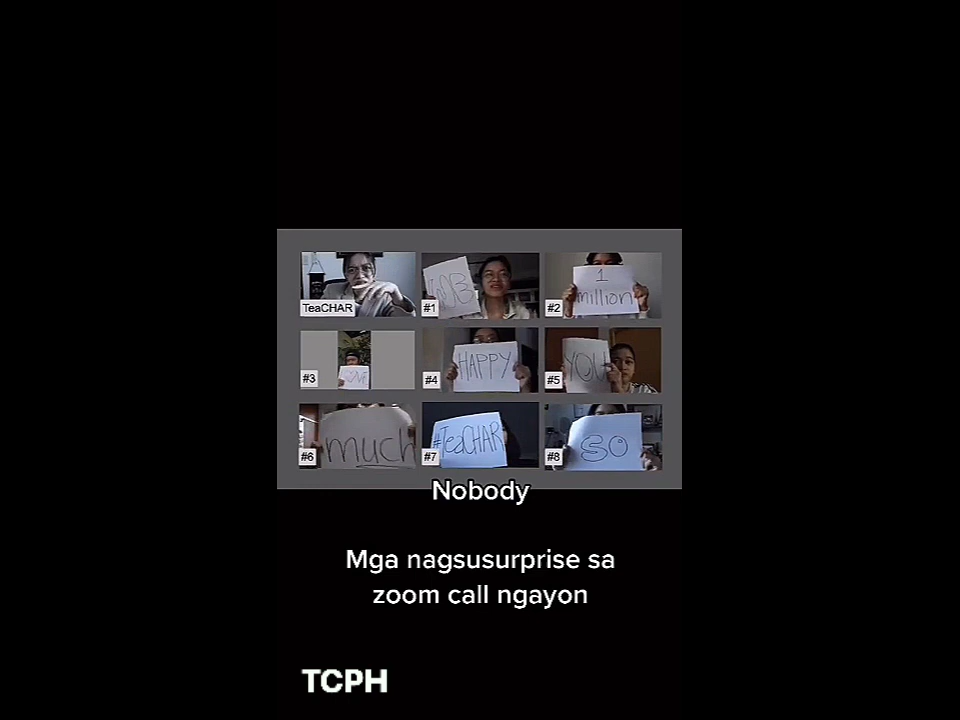 TeaCHAR
#1
1
million
#2
#3
HAPPY
#4
YOU
#5
much
#6
#TeaCHAR
#7
SO
#8
Nobody
Mga nagsusurprise sa
zoom call ngayon
TCPH